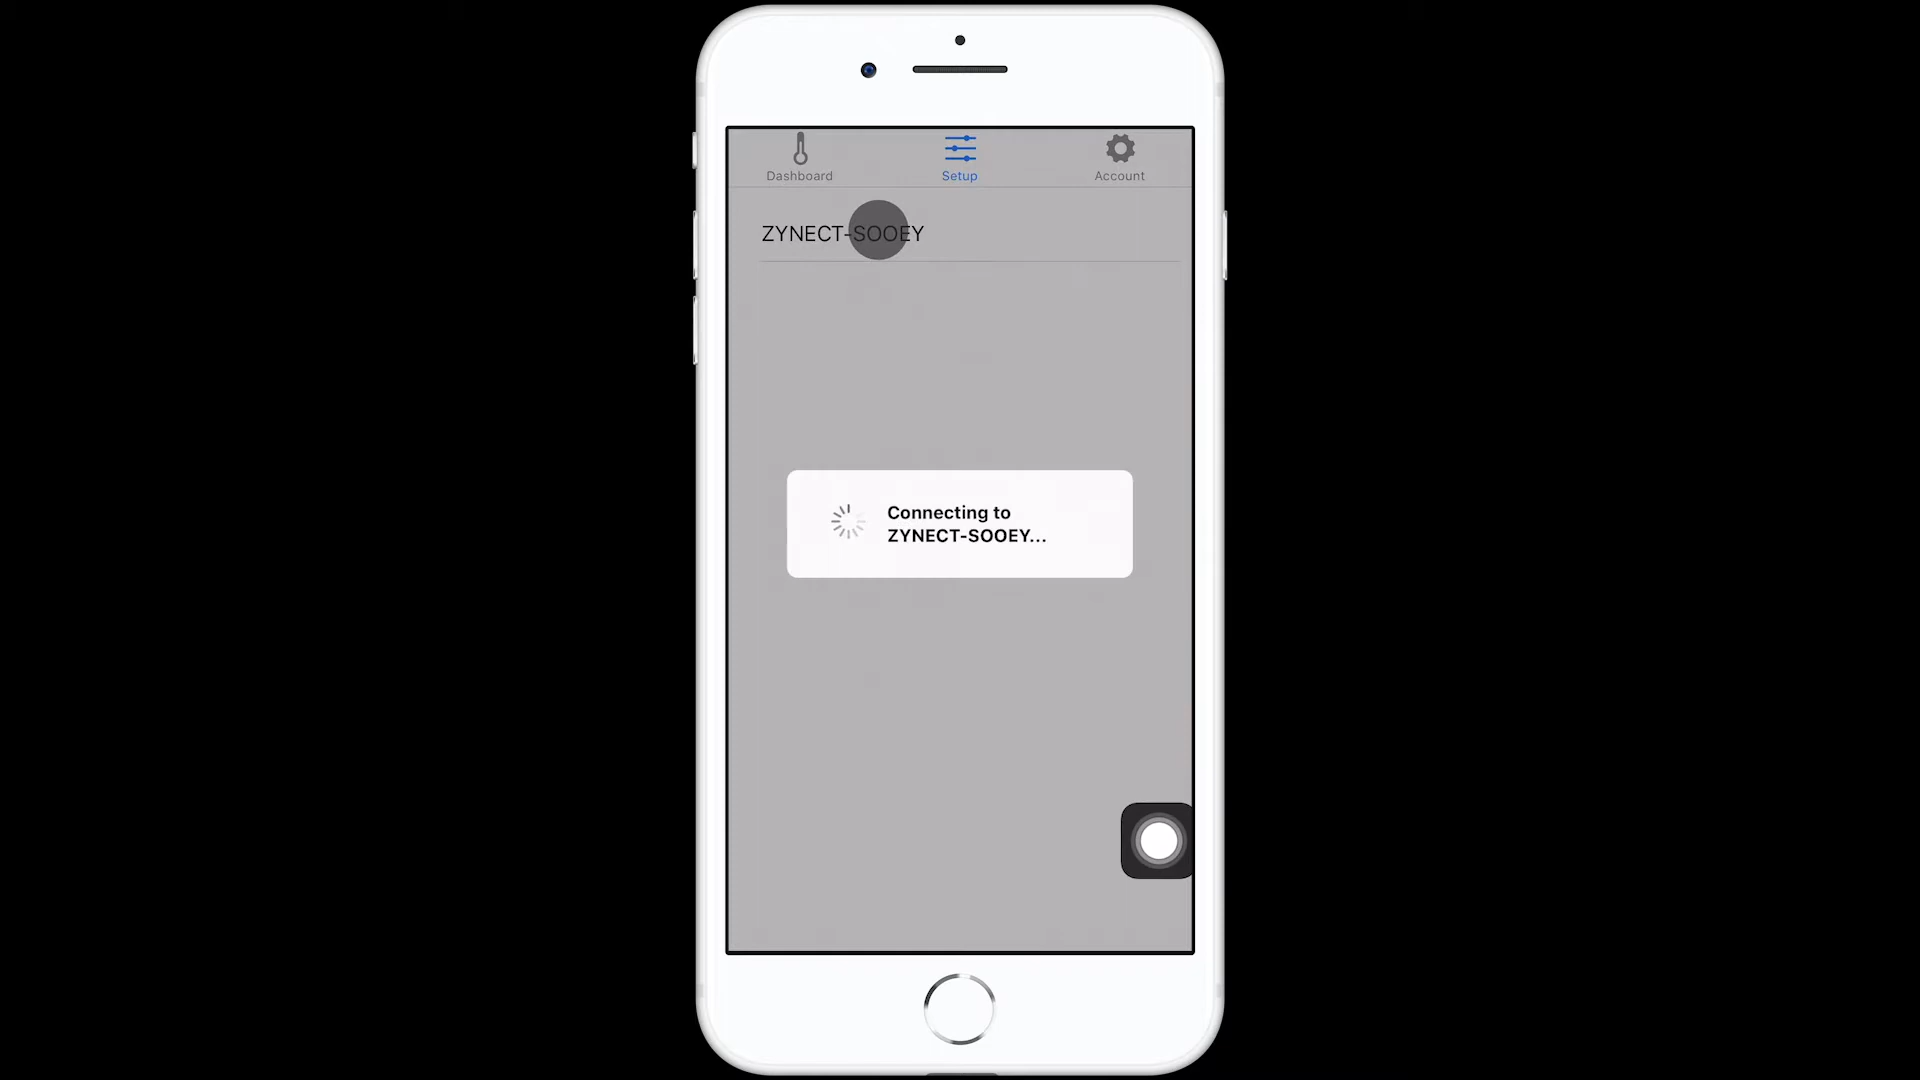 Dashboard
Setup
Account
ZYNECT-SOOEY
Connecting to
ZYNECT-SOOEY...